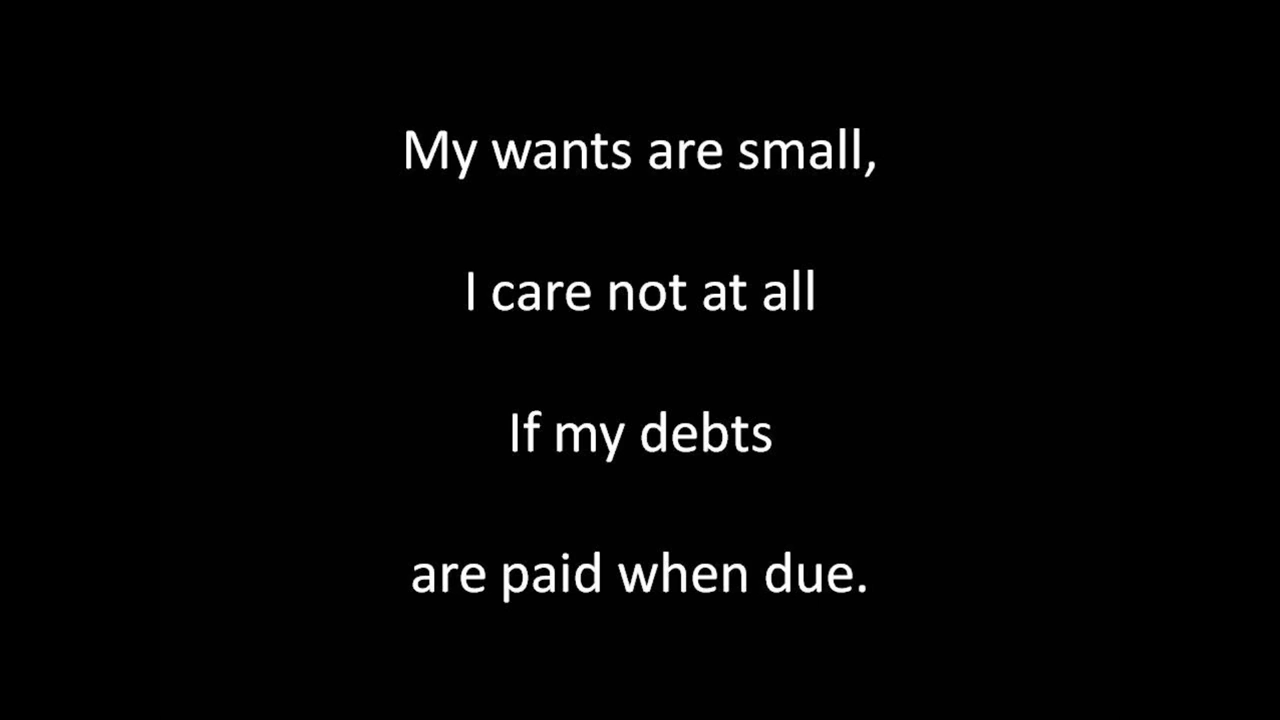 My wants are small,
I care not at all
If my debts
are paid when due.